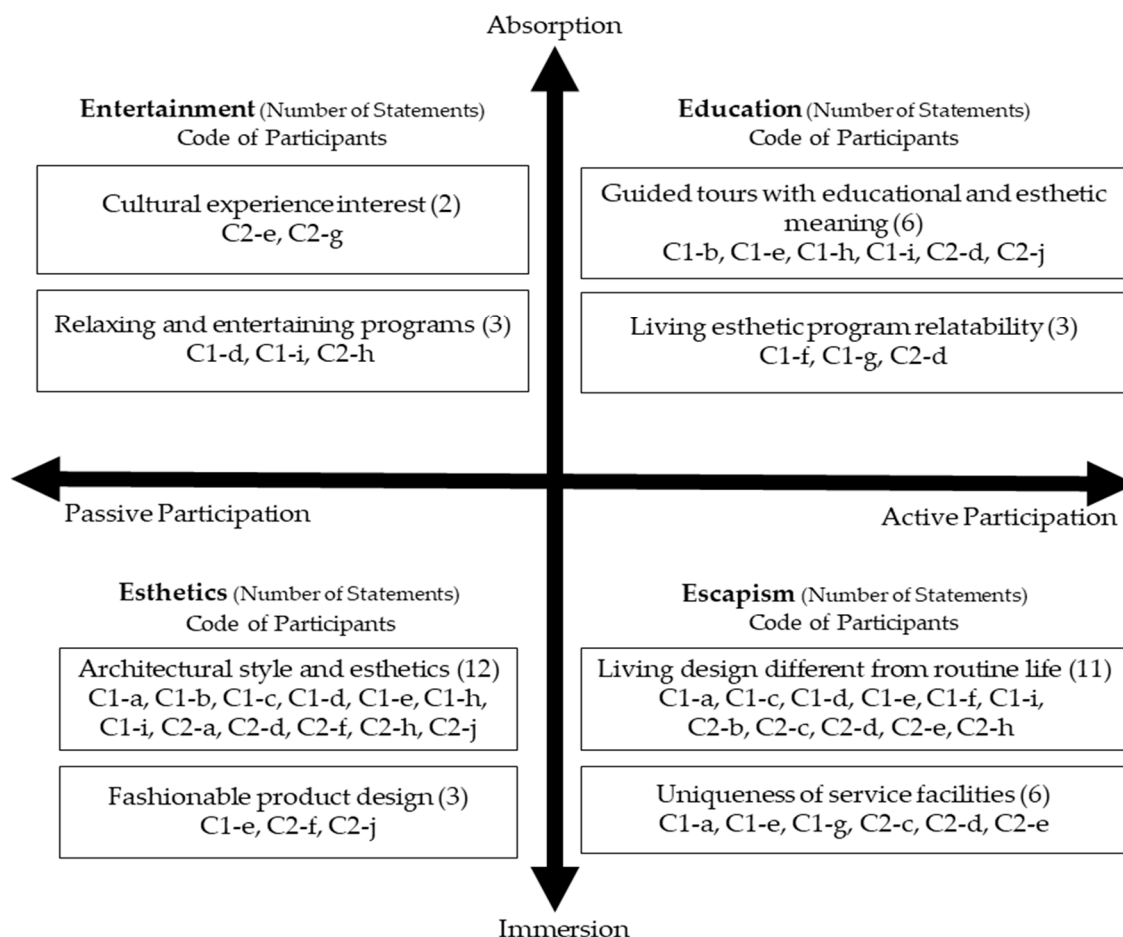 Absorption
Entertainment (Number of Statements)
Code of Participants
Cultural experience interest (2)
C2-e, C2-g
Relaxing and entertaining programs (3)
C1-d, C1-i, C2-h
Education (Number of Statements)
Code of Participants
Guided tours with educational and esthetic
meaning (6)
C1-b, C1-e, C1-h, C1-i, C2-d, C2-j
Living esthetic program relatability (3)
C1-f, C1-g, C2-d
Passive Participation
Active Participation
Esthetics (Number of Statements)
Code of Participants
Architectural style and esthetics (12)
C1-a, C1-b, C1-c, C1-d, C1-e, C1-h,
C1-i, C2-a, C2-d, C2-f, C2-h, C2-j
Fashionable product design (3)
C1-e, C2-f, C2-j
Escapism (Number of Statements)
Code of Participants
Living design different from routine life (11)
C1-a, C1-c, C1-d, C1-e, C1-f, C1-i,
C2-b, C2-c, C2-d, C2-e, C2-h
Uniqueness of service facilities (6)
C1-a, C1-e, C1-g, C2-c, C2-d, C2-e
Immersion